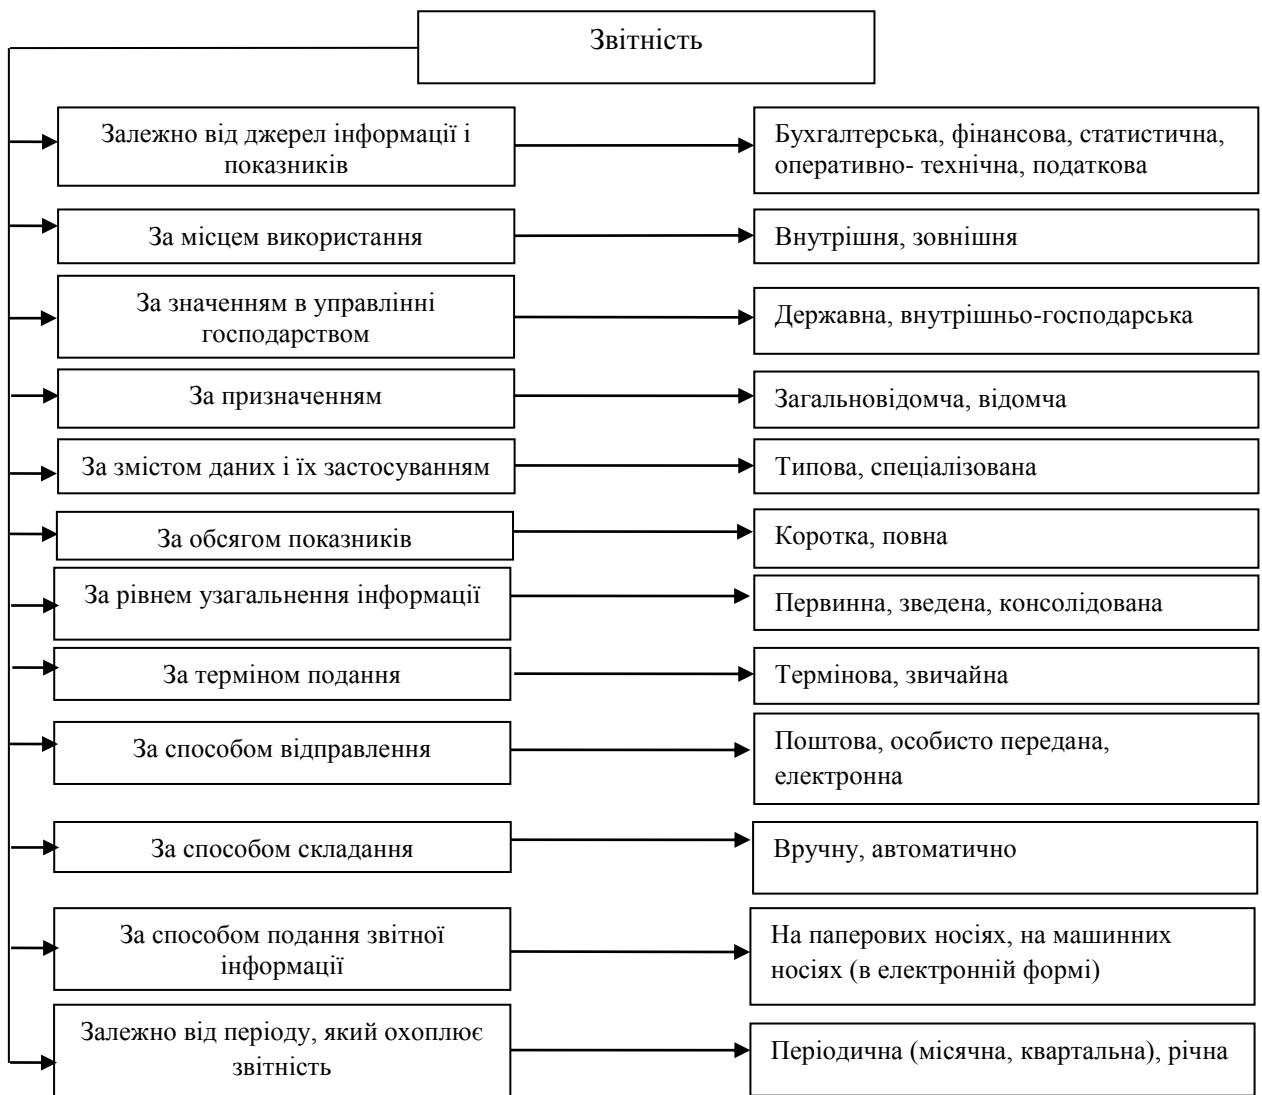 Звітність
Залежно від джерел інформації і
показників
Бухгалтерська, фінансова, статистична,
оперативно- технічна, податкова
За місцем використання
Внутрішня, зовнішня
За значенням в управлінні
господарством
Державна, внутрішньо-господарська
За призначенням
Загальновідомча, відомча
За змістом даних і їх застосуванням
Типова, спеціалізована
За обсягом показників
Коротка, повна
За рівнем узагальнення інформації
Первинна, зведена, консолідована
За терміном подання
Термінова, звичайна
За способом відправлення
Поштова, особисто передана,
електронна
За способом складання
Вручну, автоматично
За способом подання звітної
інформації
На паперових носіях, на машинних
носіях (в електронній формі)
Залежно від періоду, який охоплює
звітність
Періодична (місячна, квартальна), річна